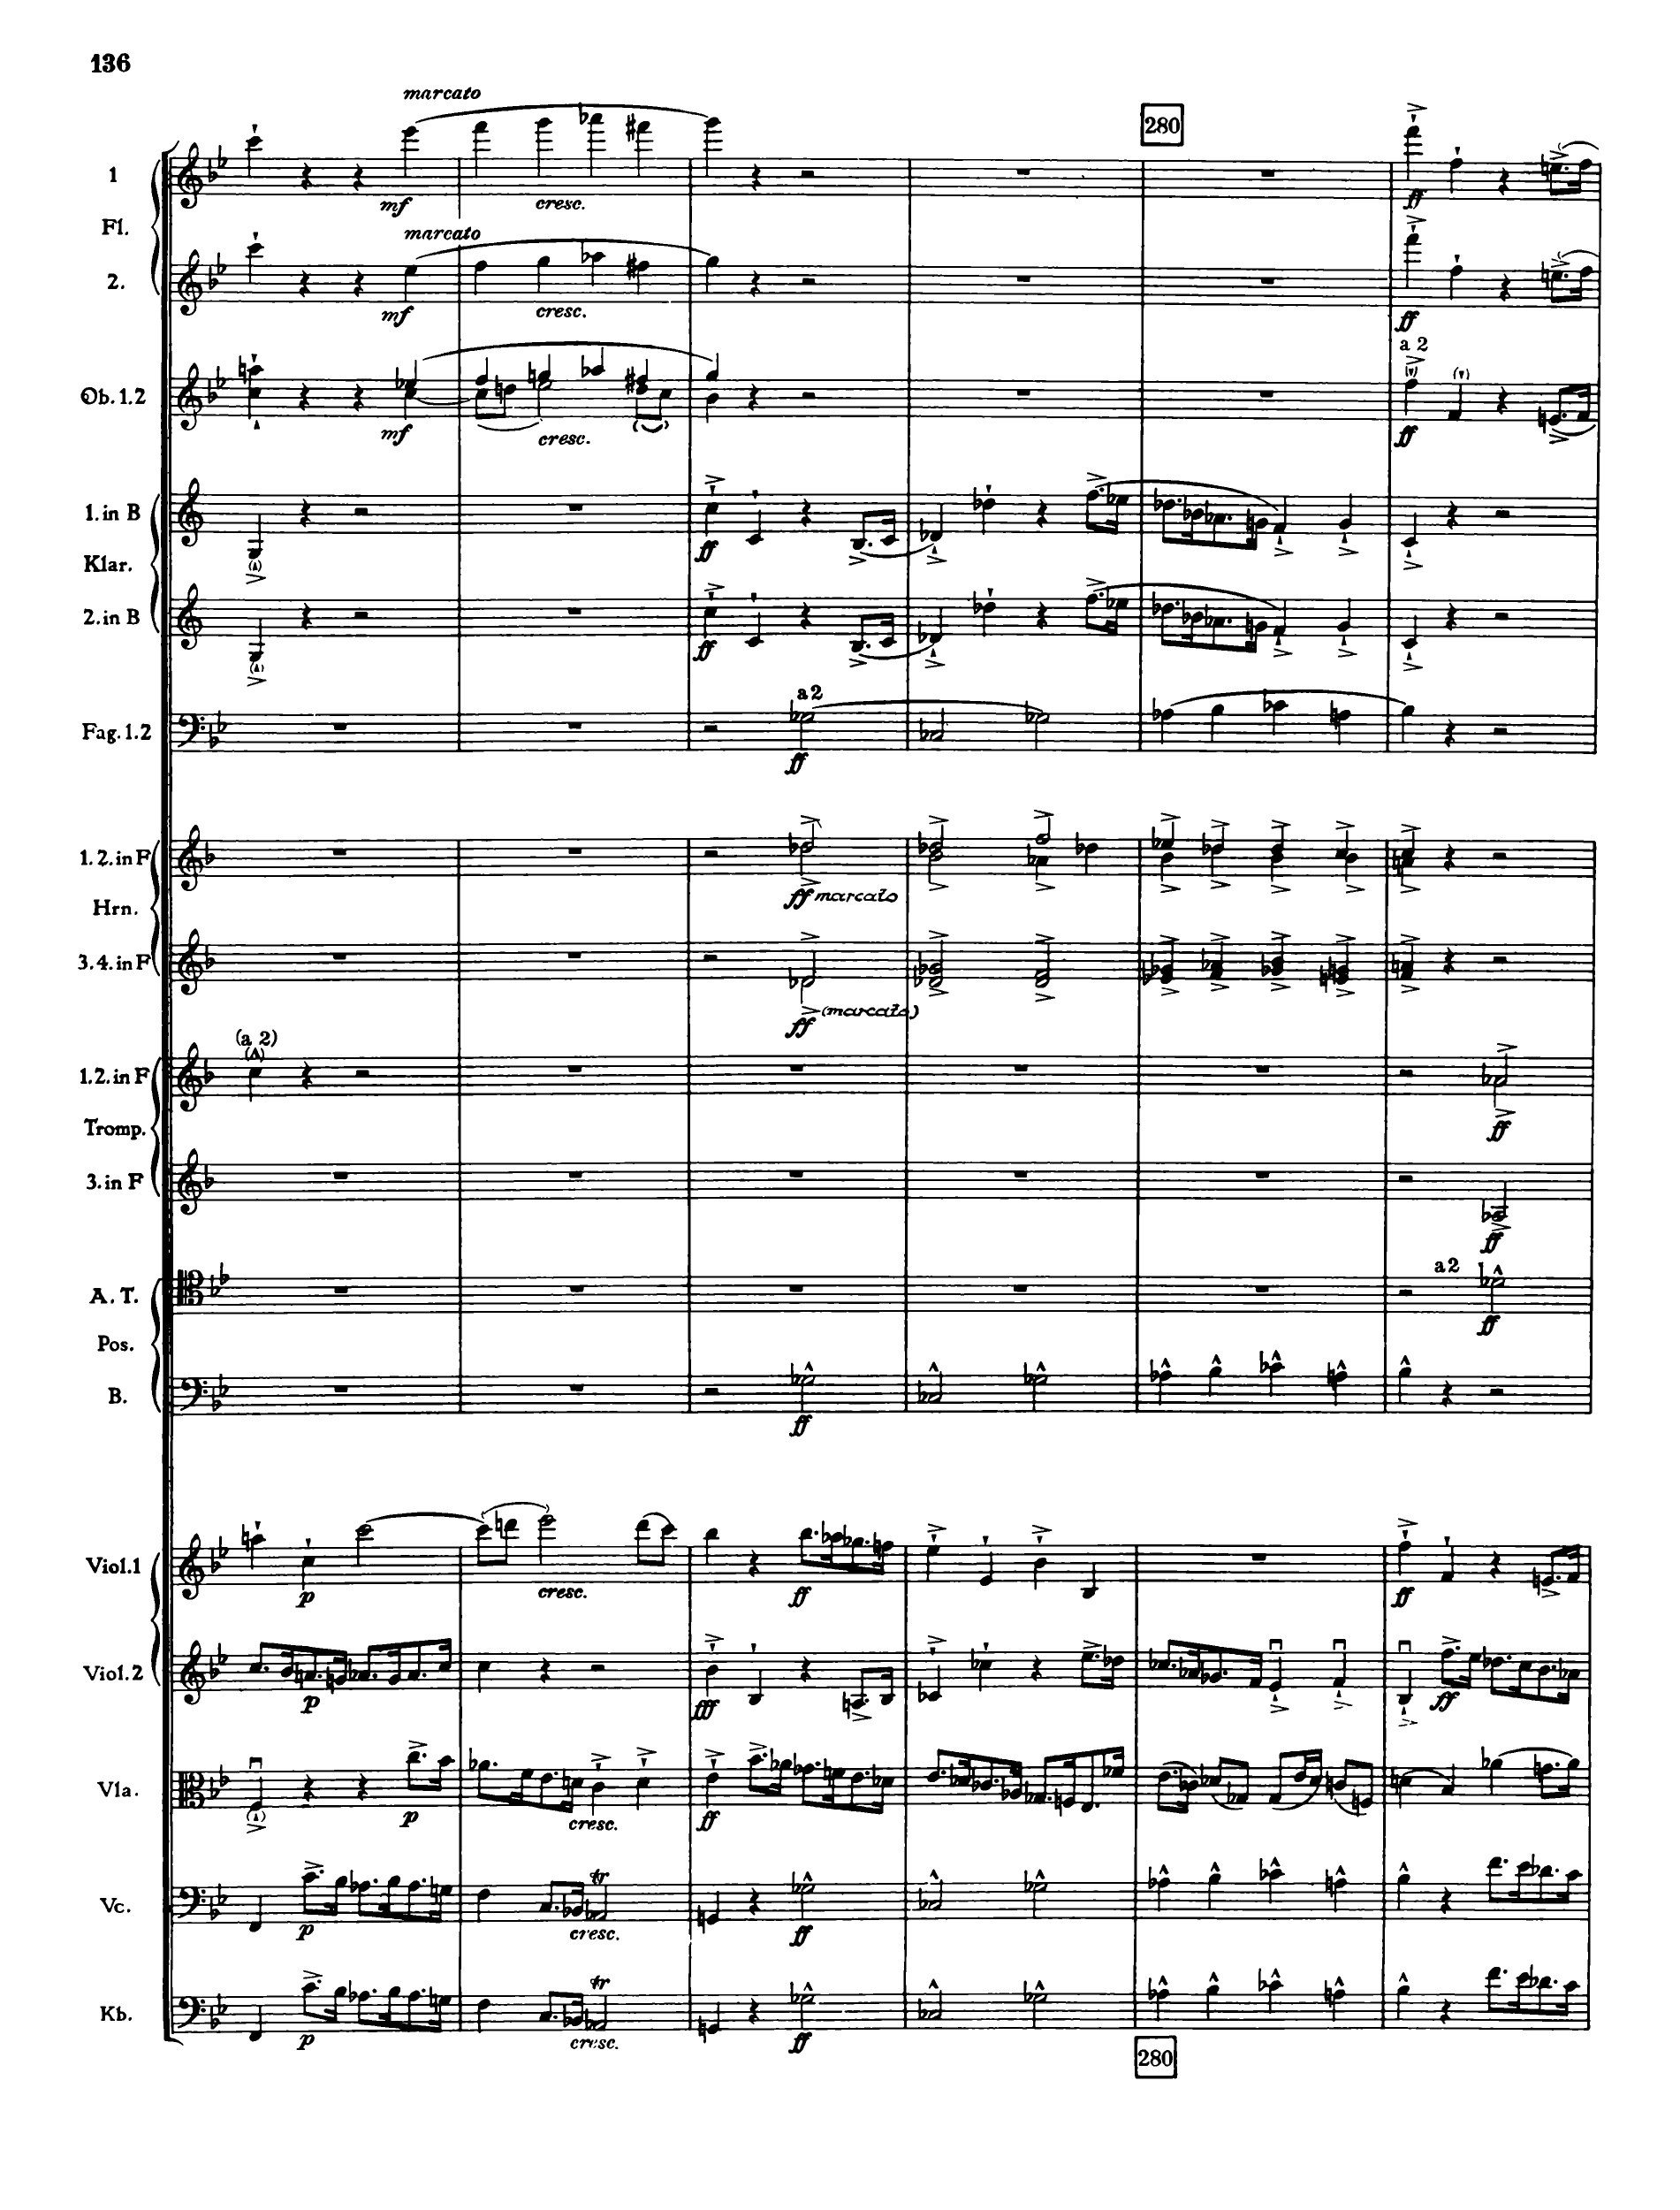 136
marcato
280
1
mf
cresc.
ff
Fl.
marcato
2.
mf
cresc.
ff
a 2
Ob. 1.2
mf
cresc.
ff
1. in B
ff
Klar.
2. in B
ff
a 2
Fag. 1.2
ff
1. 2. in F
ff marcato
Hrn.
3. 4. in F
ff (marcato)
(a 2)
1. 2. in F
ff
Tromp.
3. in F
ff
a 2
A. T.
ff
Pos.
B.
ff
Viol. 1
p
cresc.
ff
ff
Viol. 2
p
fff
ff
Vla.
p
cresc.
ff
tr
Vc.
p
cresc.
ff
tr
Kb.
p
cresc.
ff
280